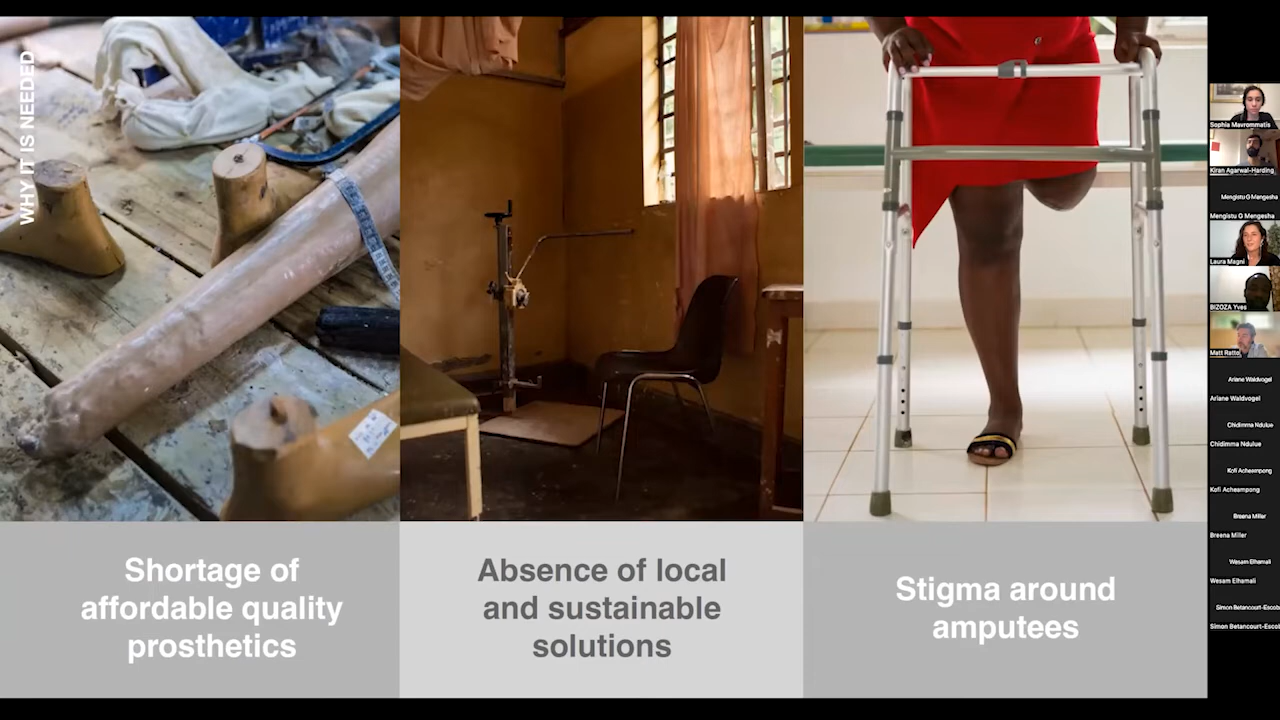 WHY IT IS NEEDED
Shortage of
affordable quality
prosthetics
Absence of local
and sustainable
solutions
Stigma around
amputees
Sophia Mavrommatis
Kiran Agarwal-Harding
Mengistu G Mengesha
Mengistu G Mengesha
Laura Magni
BIZOZA Yves
Matt Ratto
Ariane Waldvogel
Ariane Waldvogel
Chidimma Ndulue
Chidimma Ndulue
Kofi Acheampong
Kofi Acheampong
Breena Miller
Breena Miller
Wesam Elhamali
Wesam Elhamali
Simon Betancourt-Escob
Simon Betancourt-Escob